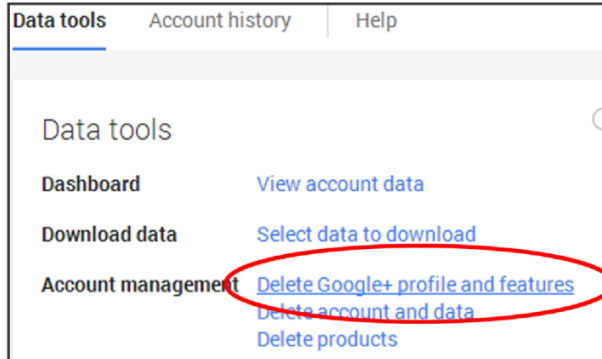 Data tools Account history Help
Data tools
Dashboard View account data
Download data Select data to download
Account management Delete Google+ profile and features
Delete account and data
Delete products